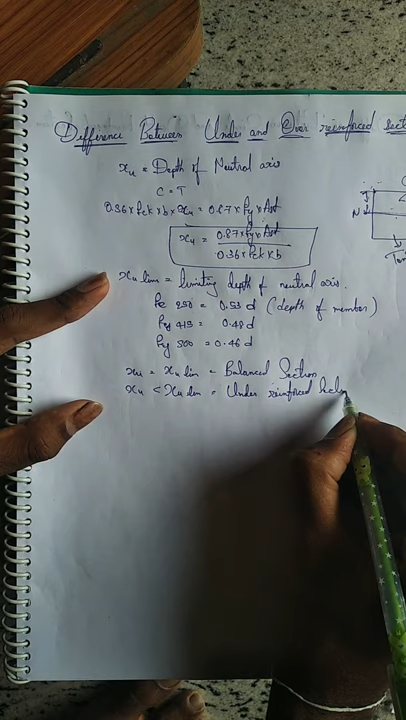 Difference Between Under and Over reinforced sect
xu = Depth of Neutral axis
C = T
0.36 x fck x b x xu = 0.87 x fy x Ast
xu = 0.87 x fy x Ast
0.36 x fck x b
xu lim = limiting depth of neutral axis.
Fe 250 = 0.53 d (depth of member)
Fy 415 = 0.48 d
Fy 500 = 0.46 d
xu = xu lim = Balanced Section
xu < xu lim = Under reinforced
C
N
Ten